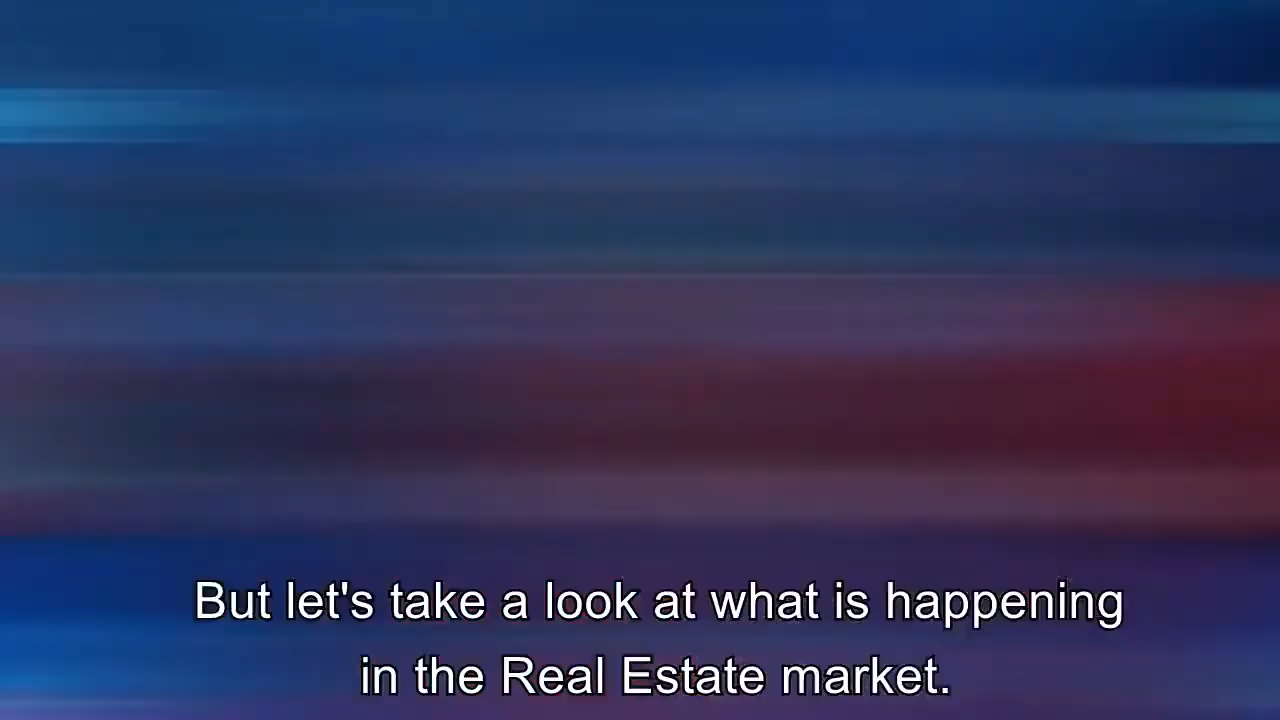 But let's take a look at what is happening
in the Real Estate market.